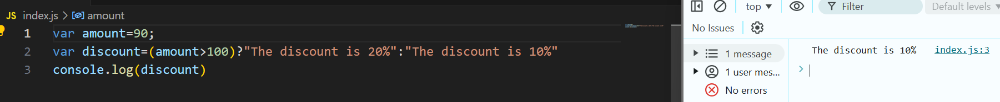 JS index.js > amount
1 var amount=90;
2 var discount=(amount>100)?"The discount is 20%":"The discount is 10%"
3 console.log(discount)
top ▼ Filter Default levels ▼
No Issues
1 message
1 user mes...
No errors
The discount is 10% index.js:3
>